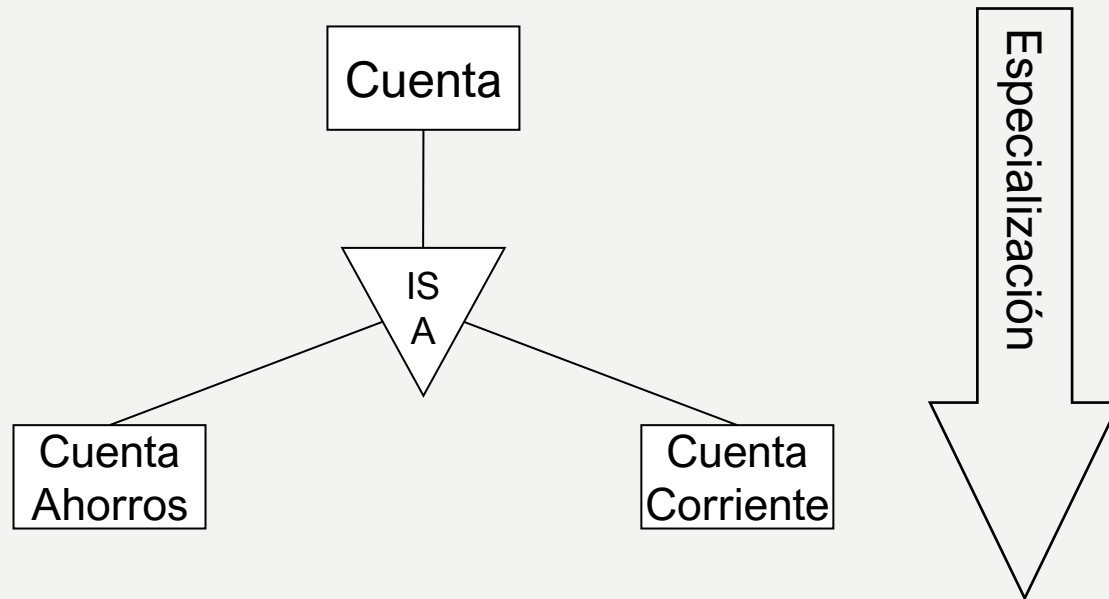 Cuenta
IS
A
Cuenta
Ahorros
Cuenta
Corriente
Especialización